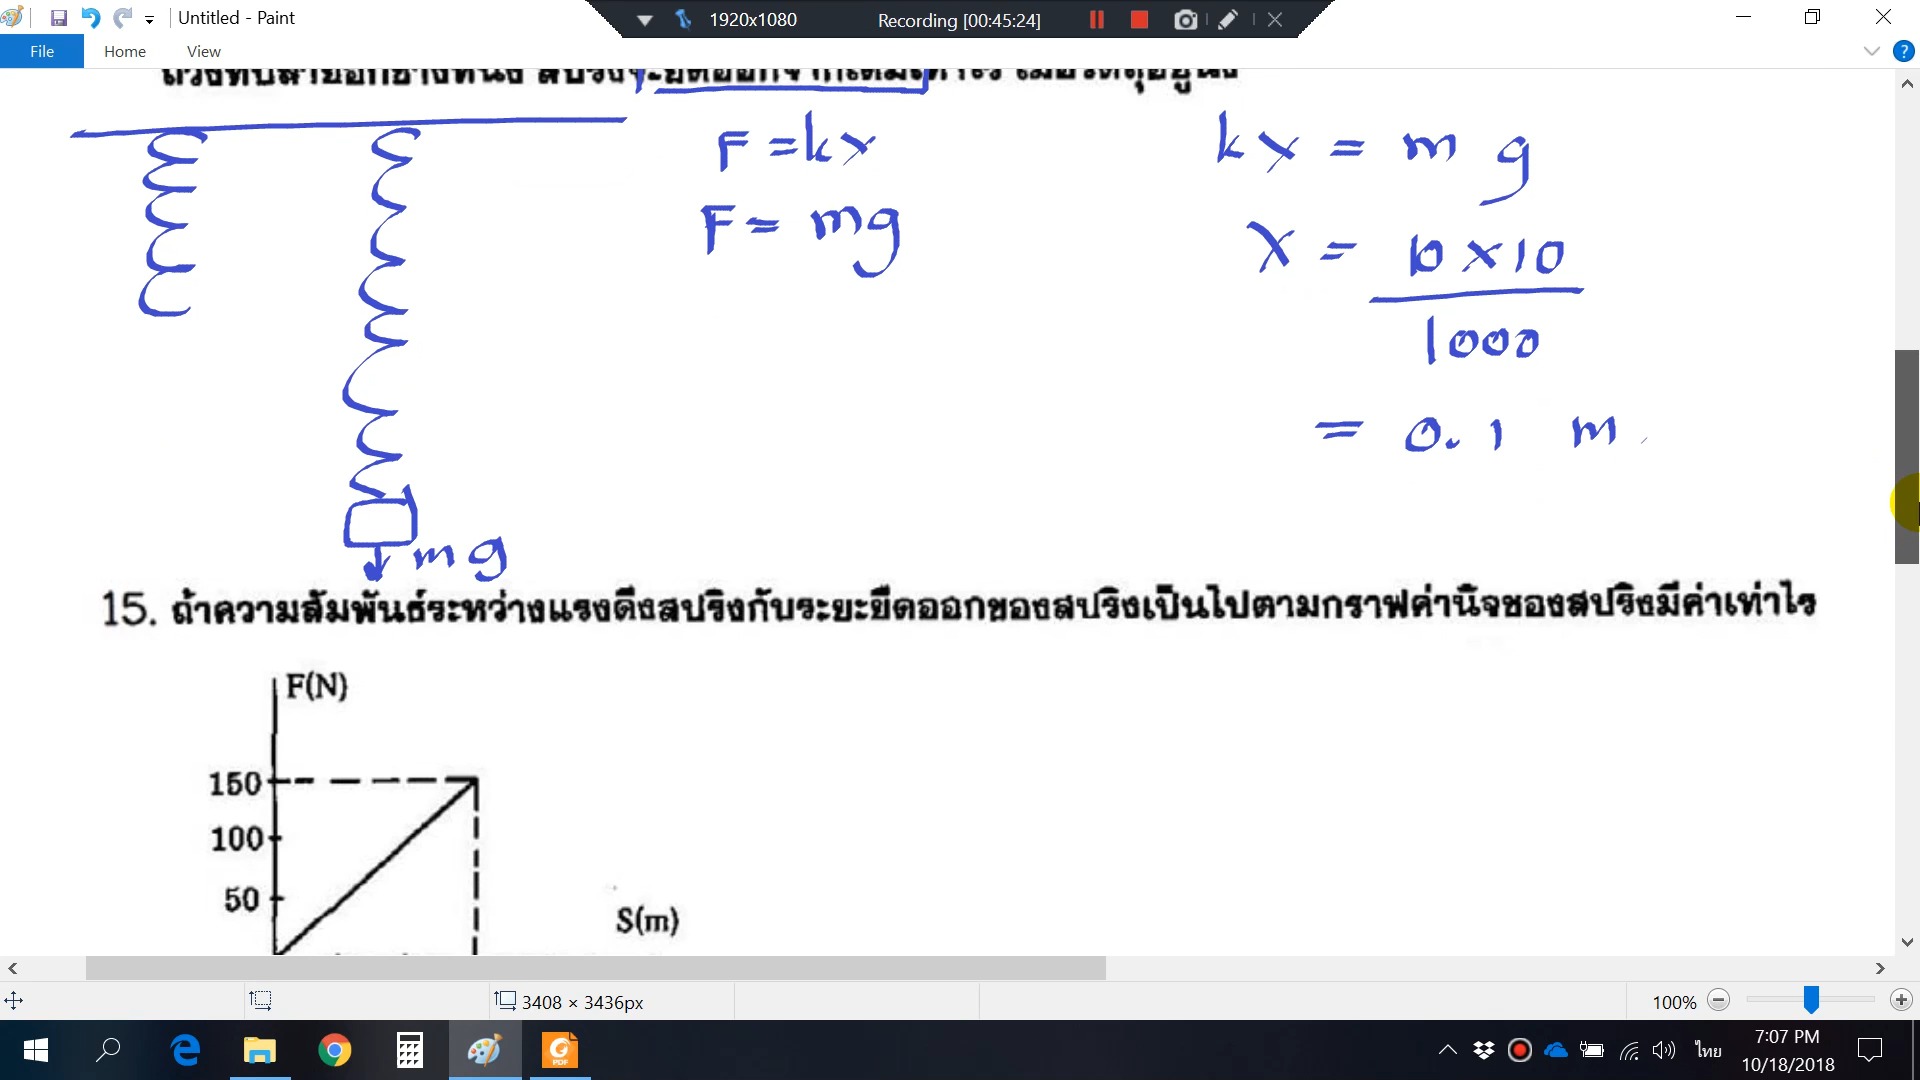 Untitled - Paint
1920x1080
Recording [00:45:24]
File
Home
View
F = kx
kx = mg
F = mg
x = 10 x 10
1000
= 0.1 m.
mg
15. ถ้าความสัมพันธ์ระหว่างแรงดึงสปริงกับระยะยืดออกของสปริงเป็นไปตามกราฟค่านิจของสปริงมีค่าเท่าไร
F(N)
150
100
50
S(m)
3408 × 3436px
100%
PDF
ไทย
7:07 PM
10/18/2018